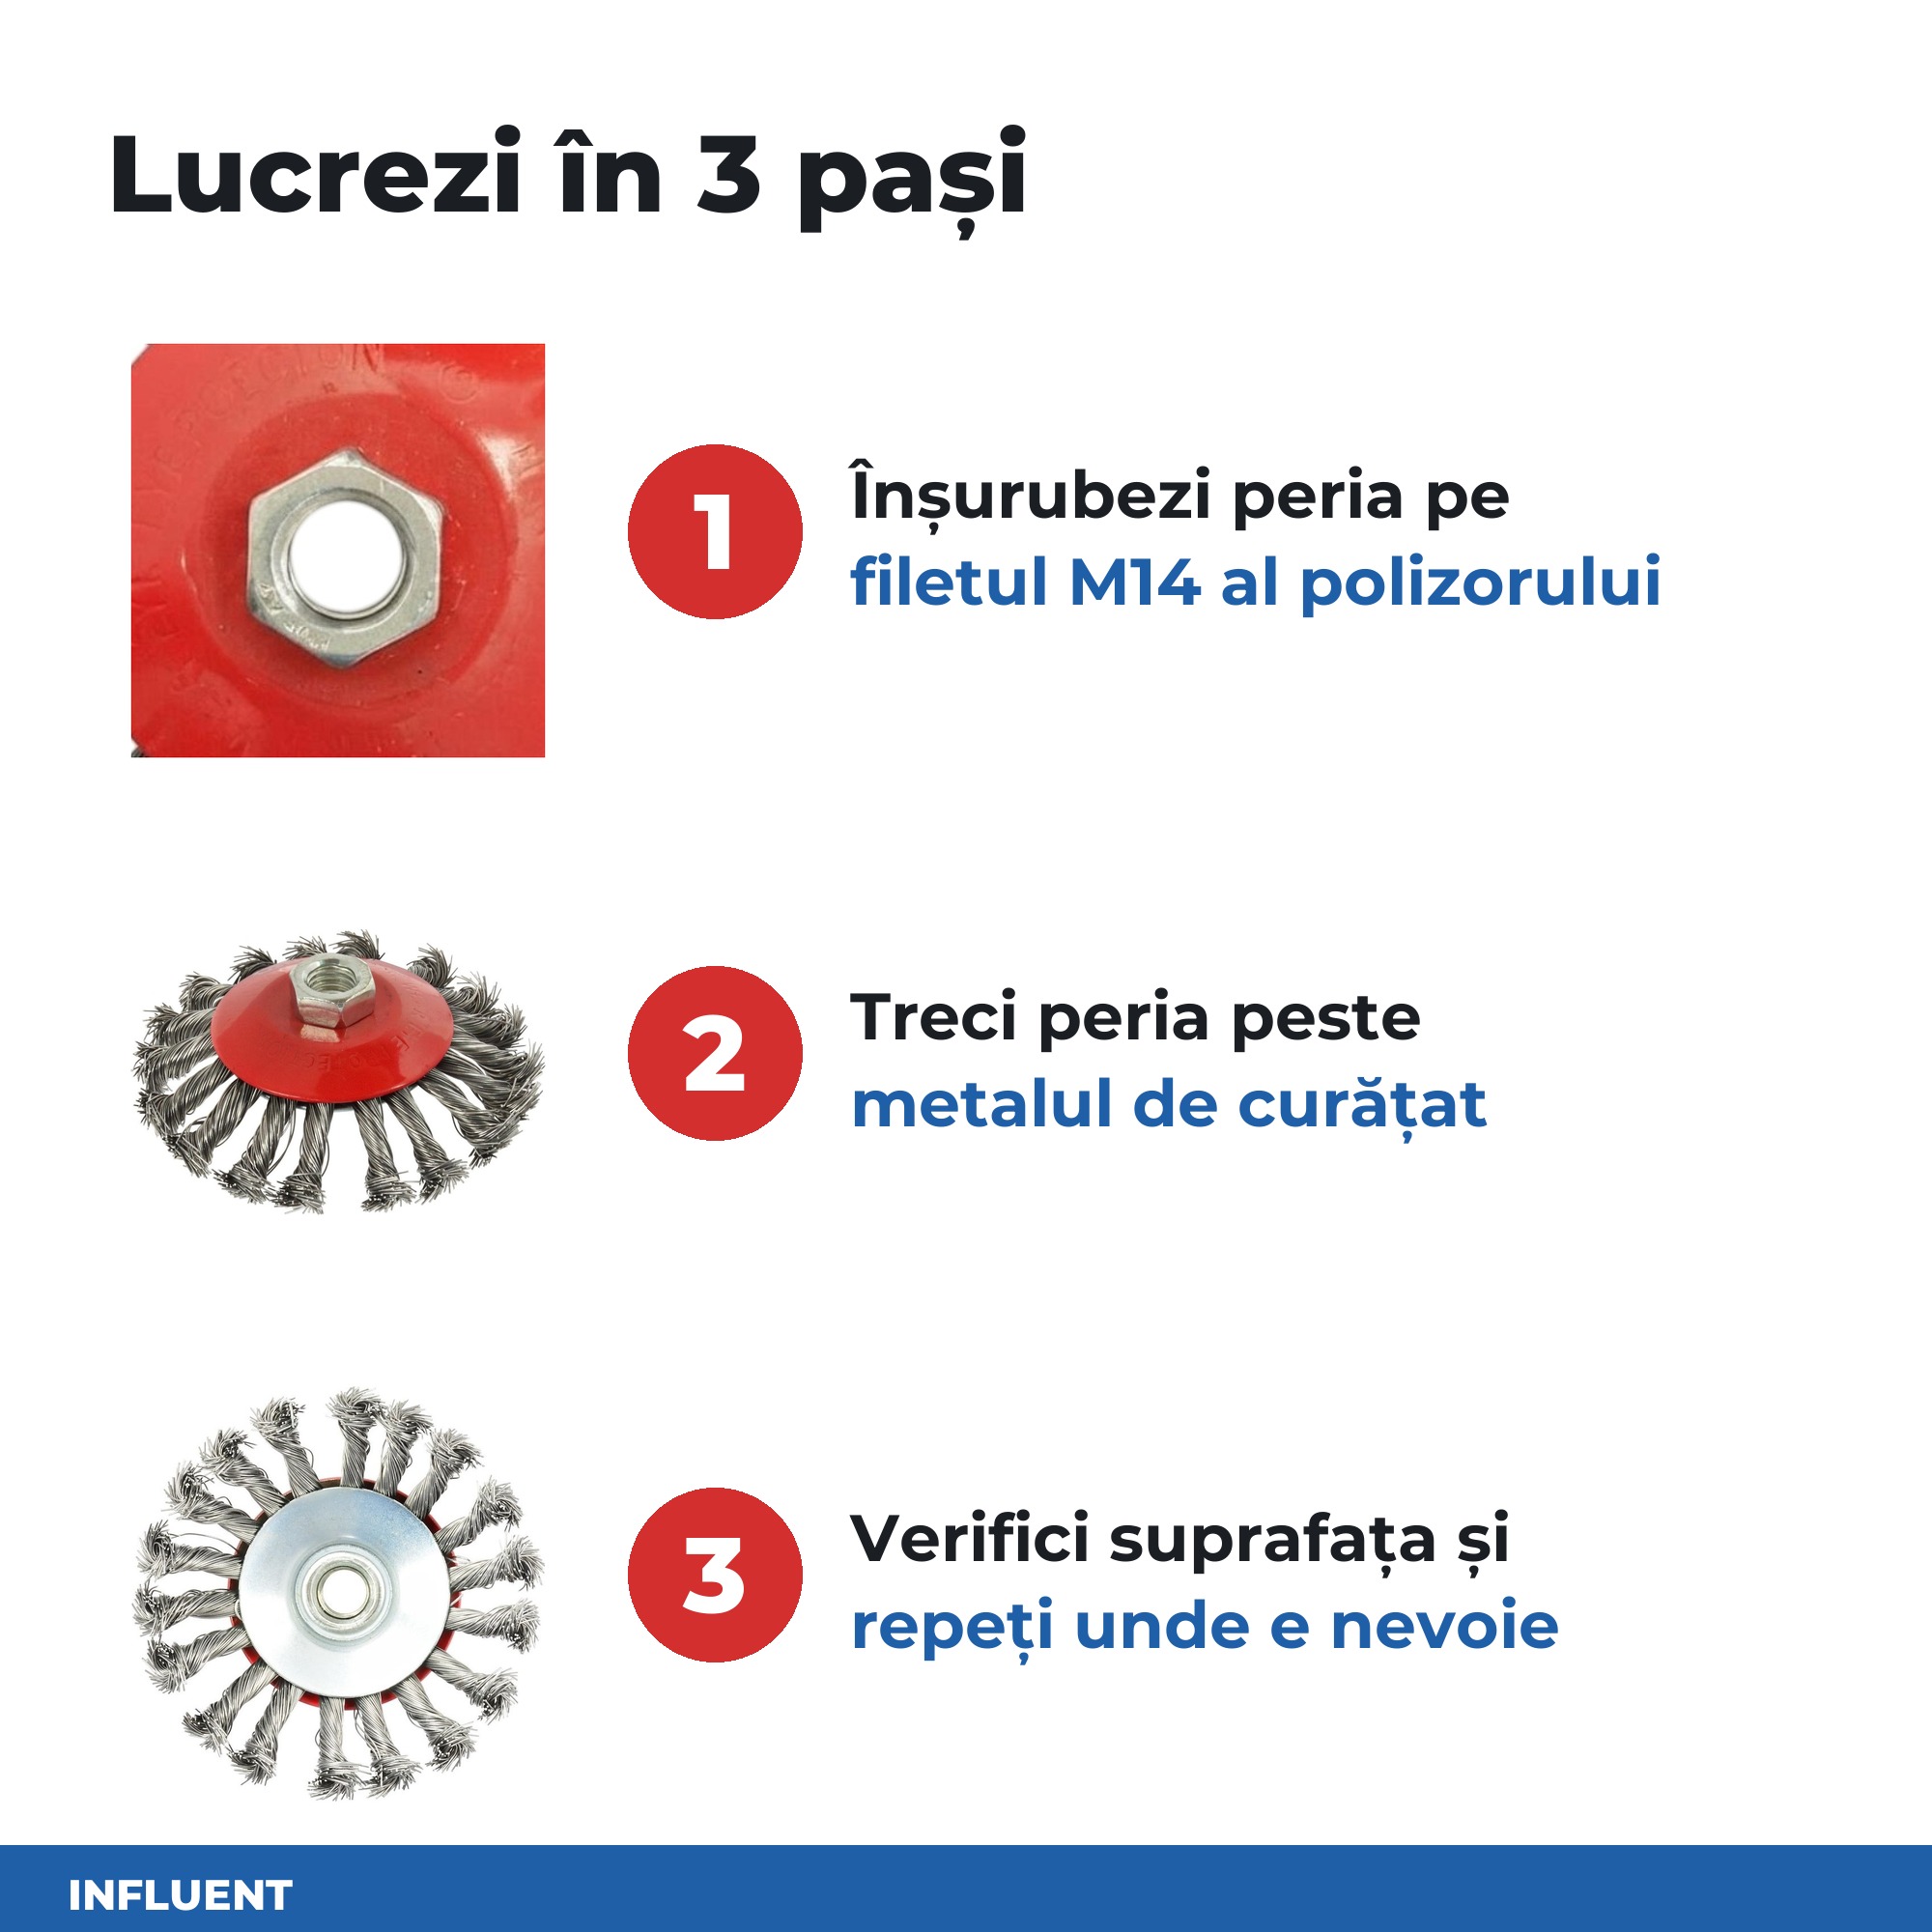 Lucrezi în 3 pași
1
Înșurubezi peria pe
filetul M14 al polizorului
2
Treci peria peste
metalul de curățat
3
Verifici suprafața și
repeți unde e nevoie
INFLUENT